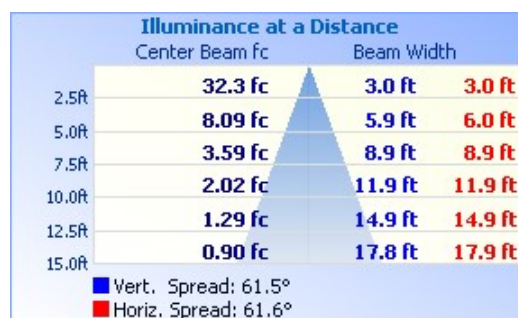 Illuminance at a Distance
Center Beam fc Beam Width
32.3 fc 3.0 ft 3.0 ft
2.5ft
8.09 fc 5.9 ft 6.0 ft
5.0ft
3.59 fc 8.9 ft 8.9 ft
7.5ft
2.02 fc 11.9 ft 11.9 ft
10.0ft
1.29 fc 14.9 ft 14.9 ft
12.5ft
0.90 fc 17.8 ft 17.9 ft
15.0ft
Vert. Spread: 61.5°
Horiz. Spread: 61.6°